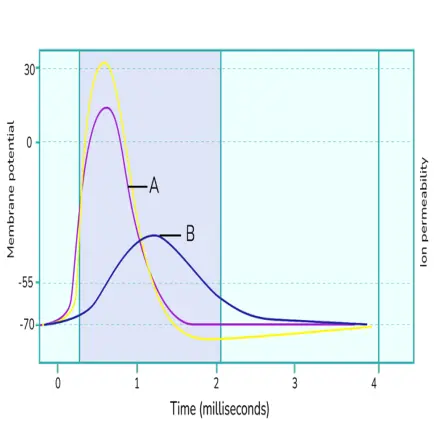 30
0
-55
-70
Membrane potential
Ion permeability
A
B
0 1 2 3 4
Time (milliseconds)